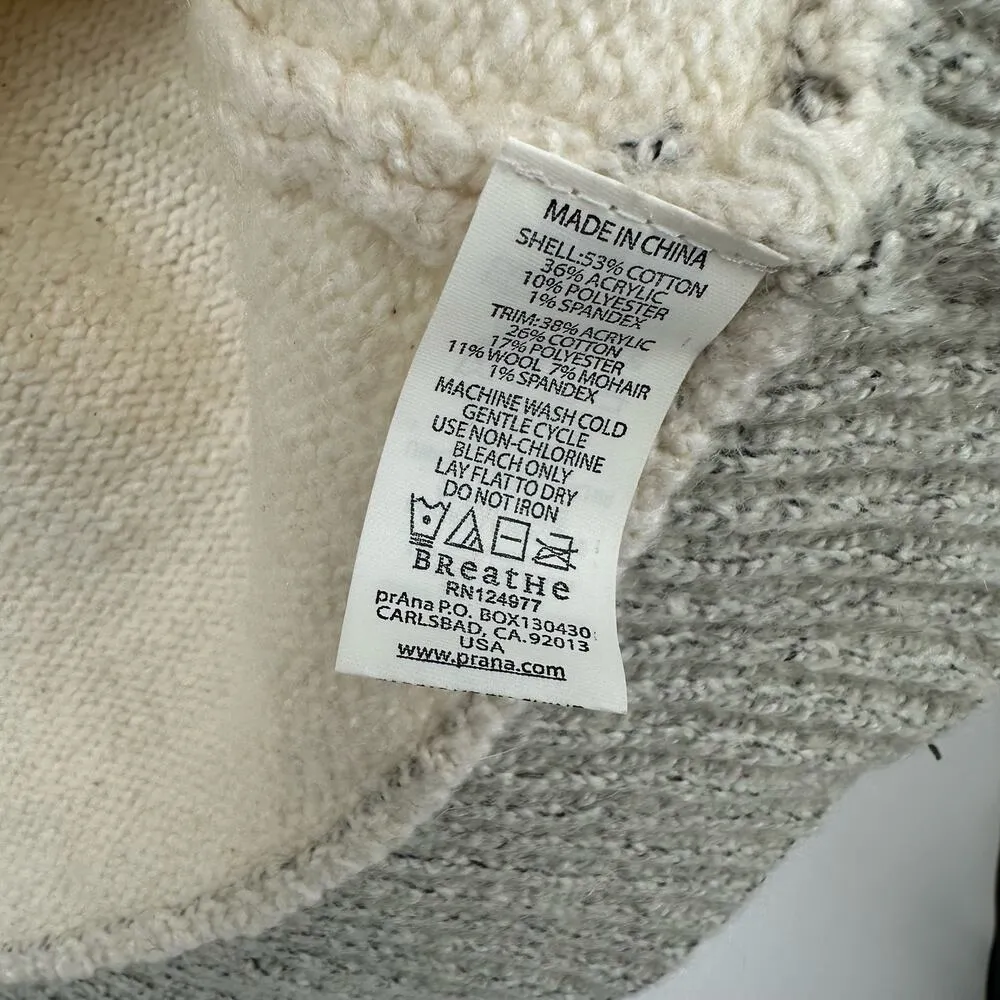 MADE IN CHINA
SHELL:53% COTTON
36% ACRYLIC
10% POLYESTER
1% SPANDEX
TRIM:38% ACRYLIC
26% COTTON
17% POLYESTER
11% WOOL 7% MOHAIR
1% SPANDEX
MACHINE WASH COLD
GENTLE CYCLE
USE NON-CHLORINE
BLEACH ONLY
LAY FLAT TO DRY
DO NOT IRON
BReatHe
RN124977
prAna P.O. BOX130430
CARLSBAD, CA.92013
USA
www.prana.com